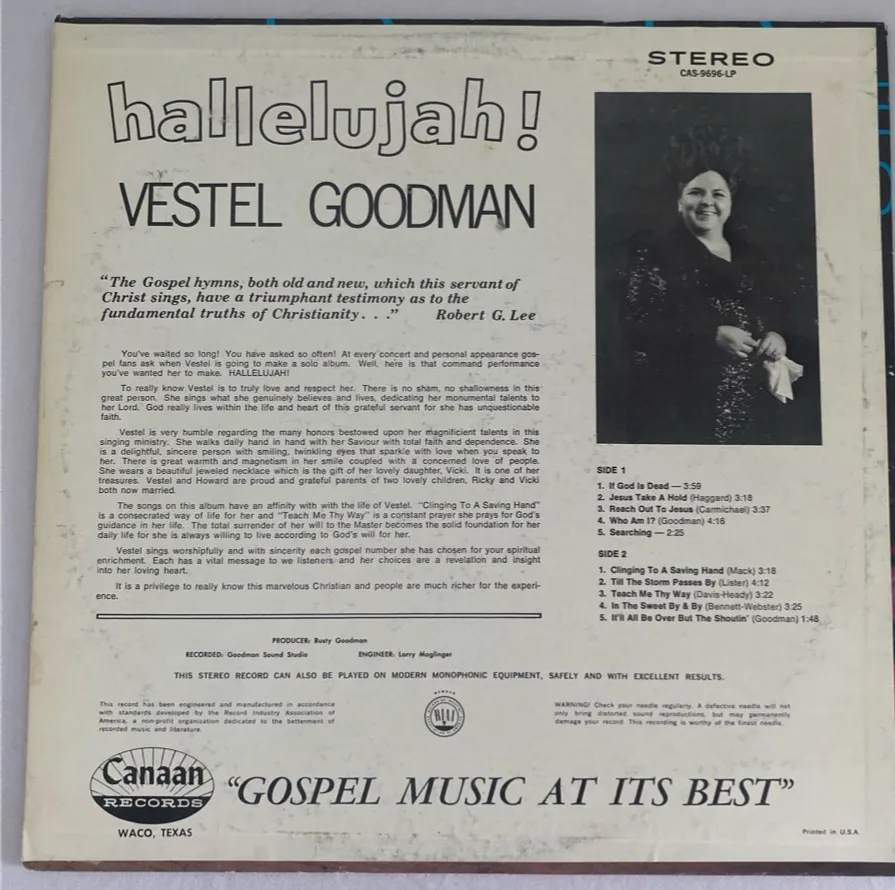 STEREO
CAS-9696-LP
hallelujah!
VESTEL GOODMAN
"The Gospel hymns, both old and new, which this servant of
Christ sings, have a triumphant testimony as to the
fundamental truths of Christianity. . ." Robert G. Lee
You've waited so long! You have asked so often! At every concert and personal appearance gos-
pel fans ask when Vestel is going to make a solo album. Well, here is that command performance
you've wanted her to make. HALLELUJAH!
To really know Vestel is to truly love and respect her. There is no sham, no shallowness in this
great person. She sings what she genuinely believes and lives, dedicating her monumental talents to
her Lord. God really lives within the life and heart of this grateful servant for she has unquestionable
faith.
Vestel is very humble regarding the many honors bestowed upon her magnificient talents in this
singing ministry. She walks daily hand in hand with her Saviour with total faith and dependence. She
is a delightful, sincere person with smiling, twinkling eyes that sparkle with love when you speak to
her. There is great warmth and magnetism in her smile coupled with a concerned love of people.
She wears a beautiful jeweled necklace which is the gift of her lovely daughter, Vicki. It is one of her
treasures. Vestel and Howard are proud and grateful parents of two lovely children, Ricky and Vicki
both now married.
The songs on this album have an affinity with with the life of Vestel. "Clinging To A Saving Hand"
is a consecrated way of life for her and "Teach Me Thy Way" is a constant prayer she prays for God's
guidance in her life. The total surrender of her will to the Master becomes the solid foundation for her
daily life for she is always willing to live according to God's will for her.
Vestel sings worshipfully and with sincerity each gospel number she has chosen for your spiritual
enrichment. Each has a vital message to we listeners and her choices are a revelation and insight
into her loving heart.
It is a privilege to really know this marvelous Christian and people are much richer for the experi-
ence.
SIDE 1
1. If God Is Dead — 3:59
2. Jesus Take A Hold (Haggard) 3:18
3. Reach Out To Jesus (Carmichael) 3:37
4. Who Am I? (Goodman) 4:16
5. Searching — 2:25
SIDE 2
1. Clinging To A Saving Hand (Mack) 3:18
2. Till The Storm Passes By (Lister) 4:12
3. Teach Me Thy Way (Davis-Heady) 3:22
4. In The Sweet By & By (Bennett-Webster) 3:25
5. It'll All Be Over But The Shoutin' (Goodman) 1:48
PRODUCER: Rusty Goodman
RECORDED: Goodman Sound Studio ENGINEER: Larry Moglinger
THIS STEREO RECORD CAN ALSO BE PLAYED ON MODERN MONOPHONIC EQUIPMENT, SAFELY AND WITH EXCELLENT RESULTS.
This record has been engineered and manufactured in accordance
with standards developed by the Record Industry Association of
America, a non-profit organization dedicated to the betterment of
recorded music and literature.
MEMBER
WARNING! Check your needle regularly. A defective needle will not
only bring distorted sound reproductions, but may permanently
damage your record. This recording is worthy of the finest needle.
Canaan
RECORDS
WACO, TEXAS
"GOSPEL MUSIC AT ITS BEST"
Printed in U.S.A.